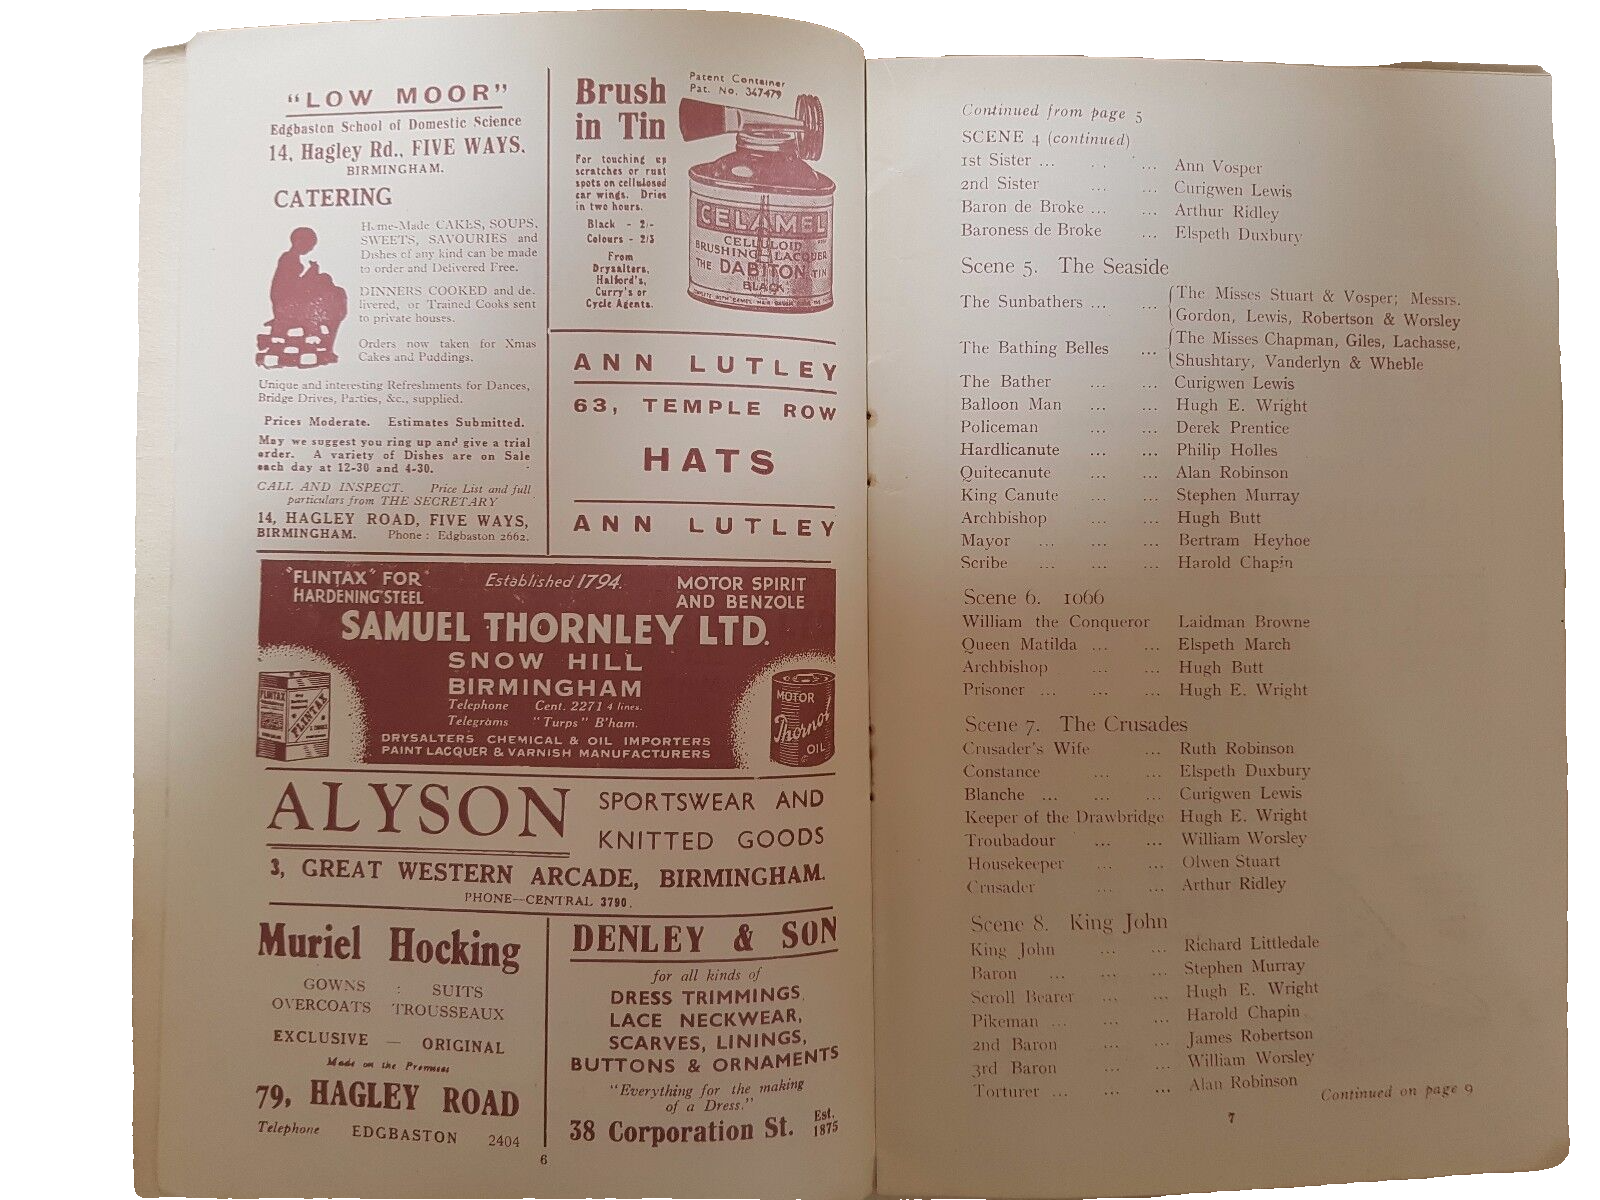 "LOW MOOR"
Edgbaston School of Domestic Science
14, Hagley Rd., FIVE WAYS.
BIRMINGHAM.
CATERING
Home-Made CAKES, SOUPS,
SWEETS, SAVOURIES and
Dishes of any kind can be made
to order and Delivered Free.
DINNERS COOKED and de-
livered, or Trained Cooks sent
to private houses.
Orders now taken for Xmas
Cakes and Puddings.
Unique and interesting Refreshments for Dances,
Bridge Drives, Parties, &c., supplied.
Prices Moderate. Estimates Submitted.
May we suggest you ring up and give a trial
order. A variety of Dishes are on Sale
each day at 12-30 and 4-30.
CALL AND INSPECT. Price List and full
particulars from THE SECRETARY
14, HAGLEY ROAD, FIVE WAYS,
BIRMINGHAM. Phone : Edgbaston 2662.
Brush
in Tin
Patent Container
Pat. No. 347479
For touching up
scratches or rust
spots on cellulosed
car wings. Dries
in two hours.
Black - 2/-
Colours - 2/3
From
Drysalters,
Halford's,
Curry's or
Cycle Agents.
CELAMEL
CELLULOID
BRUSHING LACQUER
THE DABITON TIN
BLACK
ANN LUTLEY
63, TEMPLE ROW
HATS
ANN LUTLEY
"FLINTAX" FOR
HARDENING STEEL
Established 1794.
MOTOR SPIRIT
AND BENZOLE
SAMUEL THORNLEY LTD.
SNOW HILL
BIRMINGHAM
Telephone Cent. 2271 4 lines.
Telegrams "Turps" B'ham.
DRYSALTERS CHEMICAL & OIL IMPORTERS
PAINT LACQUER & VARNISH MANUFACTURERS
FLINTAX
FLINTAX
MOTOR
Thornol
OIL
ALYSON
SPORTSWEAR AND
KNITTED GOODS
3, GREAT WESTERN ARCADE, BIRMINGHAM.
PHONE—CENTRAL 3790.
Muriel Hocking
GOWNS : SUITS
OVERCOATS TROUSSEAUX
EXCLUSIVE — ORIGINAL
Made on the Premises
79, HAGLEY ROAD
Telephone EDGBASTON 2404
DENLEY & SON
for all kinds of
DRESS TRIMMINGS,
LACE NECKWEAR,
SCARVES, LININGS,
BUTTONS & ORNAMENTS
"Everything for the making
of a Dress."
38 Corporation St. Est. 1875
6
Continued from page 5
SCENE 4 (continued)
1st Sister ... . . ... Ann Vosper
2nd Sister ... ... Curigwen Lewis
Baron de Broke ... ... Arthur Ridley
Baroness de Broke ... Elspeth Duxbury
Scene 5. The Seaside
The Sunbathers ... ... {The Misses Stuart & Vosper; Messrs.
Gordon, Lewis, Robertson & Worsley
The Bathing Belles ... {The Misses Chapman, Giles, Lachasse,
Shushtary, Vanderlyn & Wheble
The Bather ... ... Curigwen Lewis
Balloon Man ... ... Hugh E. Wright
Policeman ... ... Derek Prentice
Hardlicanute ... ... Philip Holles
Quitecanute ... ... Alan Robinson
King Canute ... ... Stephen Murray
Archbishop ... ... Hugh Butt
Mayor ... ... ... Bertram Heyhoe
Scribe ... ... ... Harold Chapin
Scene 6. 1066
William the Conqueror Laidman Browne
Queen Matilda ... ... Elspeth March
Archbishop ... ... Hugh Butt
Prisoner ... ... ... Hugh E. Wright
Scene 7. The Crusades
Crusader's Wife ... Ruth Robinson
Constance ... ... Elspeth Duxbury
Blanche ... ... ... Curigwen Lewis
Keeper of the Drawbridge Hugh E. Wright
Troubadour ... ... William Worsley
Housekeeper ... ... Olwen Stuart
Crusader ... ... Arthur Ridley
Scene 8. King John
King John ... ... Richard Littledale
Baron ... ... ... Stephen Murray
Scroll Bearer ... ... Hugh E. Wright
Pikeman ... ... ... Harold Chapin
2nd Baron ... ... James Robertson
3rd Baron ... ... William Worsley
Torturer ... ... ... Alan Robinson
Continued on page 9
7